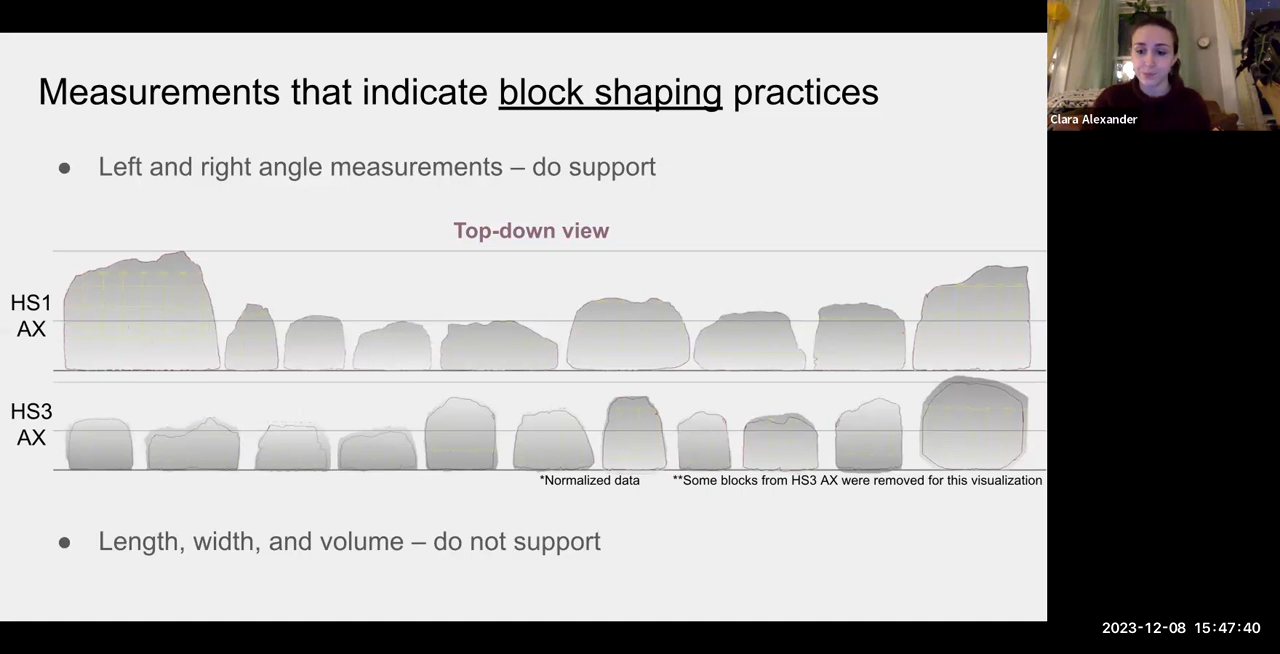 Measurements that indicate block shaping practices
● Left and right angle measurements – do support
Top-down view
HS1
AX
HS3
AX
*Normalized data
**Some blocks from HS3 AX were removed for this visualization
● Length, width, and volume – do not support
Clara Alexander
2023-12-08 15:47:40